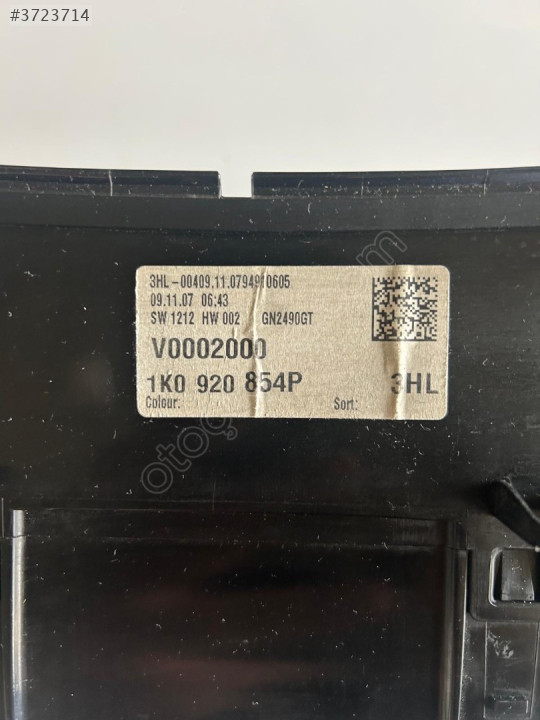 #3723714
3HL-00409.11.0794910605
09.11.07 06:43
SW 1212 HW 002 GN2490GT
V0002000
1K0 920 854P 3HL
Colour: Sort: